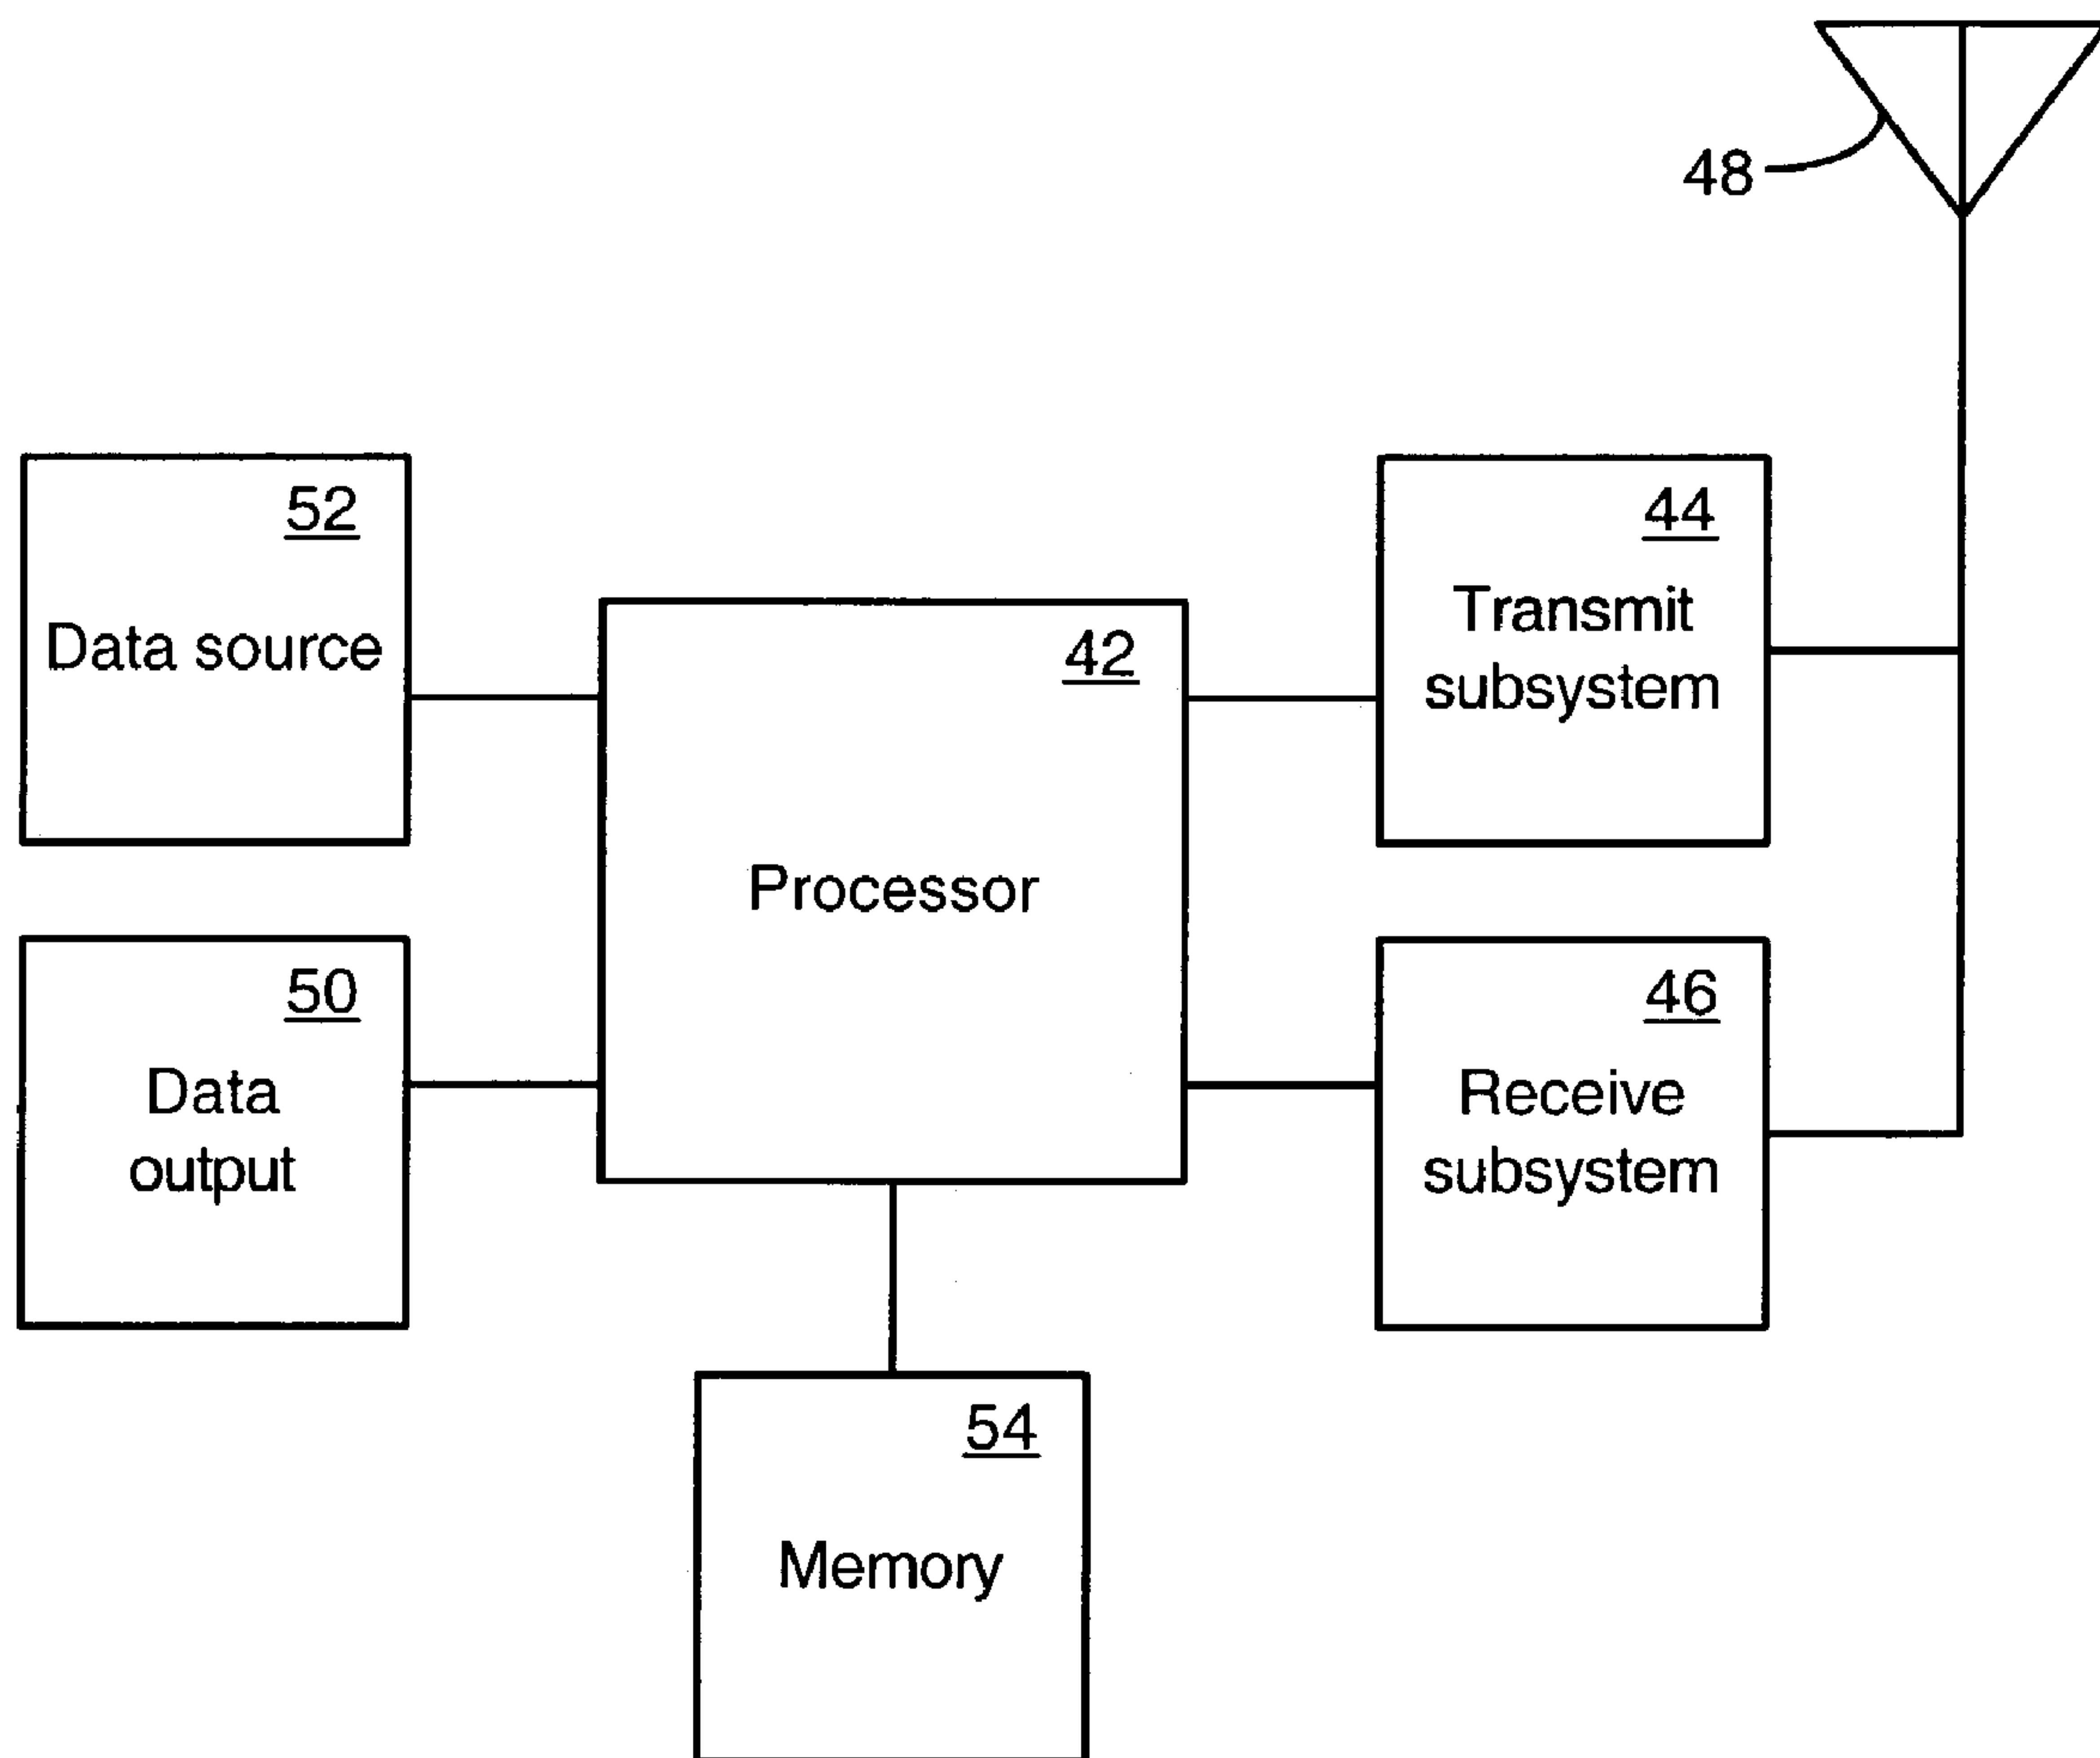 48
52
Data source
42
Processor
44
Transmit
subsystem
50
Data
output
46
Receive
subsystem
54
Memory